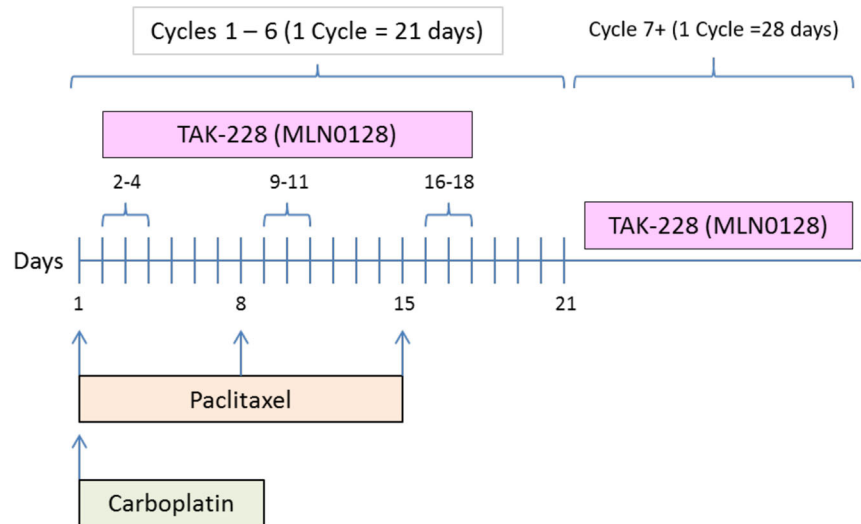 Cycles 1 – 6 (1 Cycle = 21 days)
Cycle 7+ (1 Cycle =28 days)
TAK-228 (MLN0128)
2-4
9-11
16-18
TAK-228 (MLN0128)
Days
1
8
15
21
Paclitaxel
Carboplatin